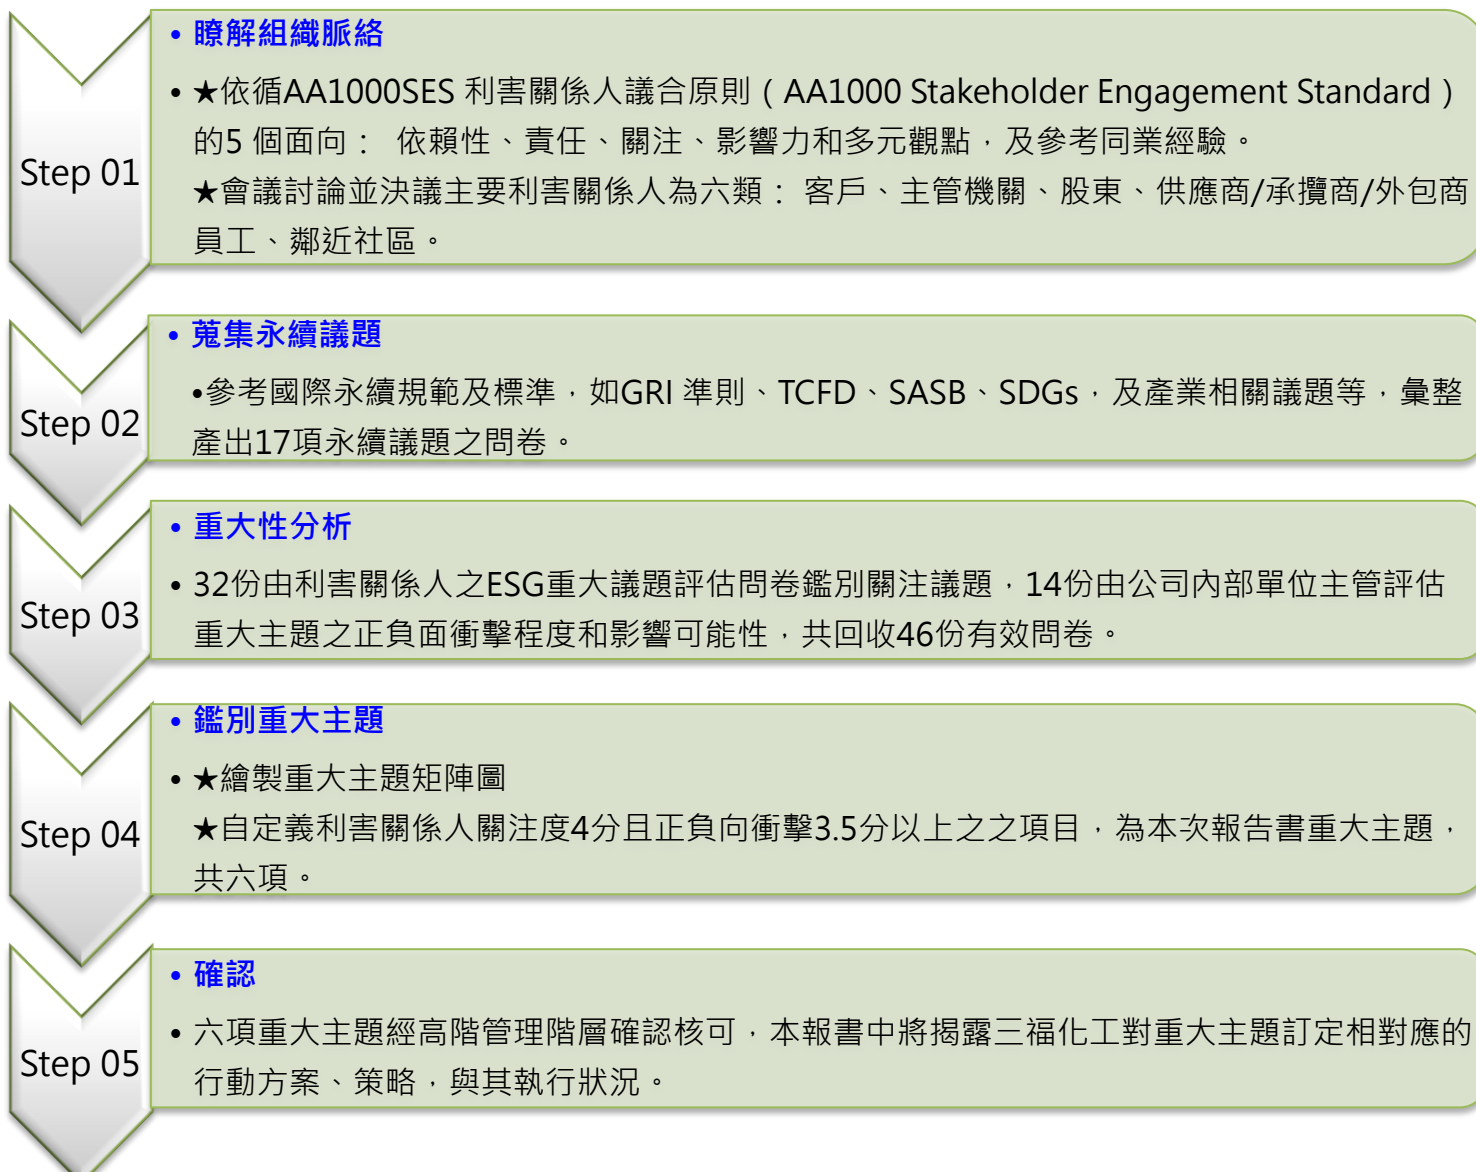 Step 01
• 瞭解組織脈絡
• ★依循AA1000SES 利害關係人議合原則（AA1000 Stakeholder Engagement Standard）
的5 個面向： 依賴性、責任、關注、影響力和多元觀點，及參考同業經驗。
★會議討論並決議主要利害關係人為六類： 客戶、主管機關、股東、供應商/承攬商/外包商
員工、鄰近社區。
Step 02
• 蒐集永續議題
•參考國際永續規範及標準，如GRI 準則、TCFD、SASB、SDGs，及產業相關議題等，彙整
產出17項永續議題之問卷。
Step 03
• 重大性分析
• 32份由利害關係人之ESG重大議題評估問卷鑑別關注議題，14份由公司內部單位主管評估
重大主題之正負面衝擊程度和影響可能性，共回收46份有效問卷。
Step 04
• 鑑別重大主題
• ★繪製重大主題矩陣圖
★自定義利害關係人關注度4分且正負向衝擊3.5分以上之之項目，為本次報告書重大主題，
共六項。
Step 05
• 確認
• 六項重大主題經高階管理階層確認核可，本報書中將揭露三福化工對重大主題訂定相對應的
行動方案、策略，與其執行狀況。